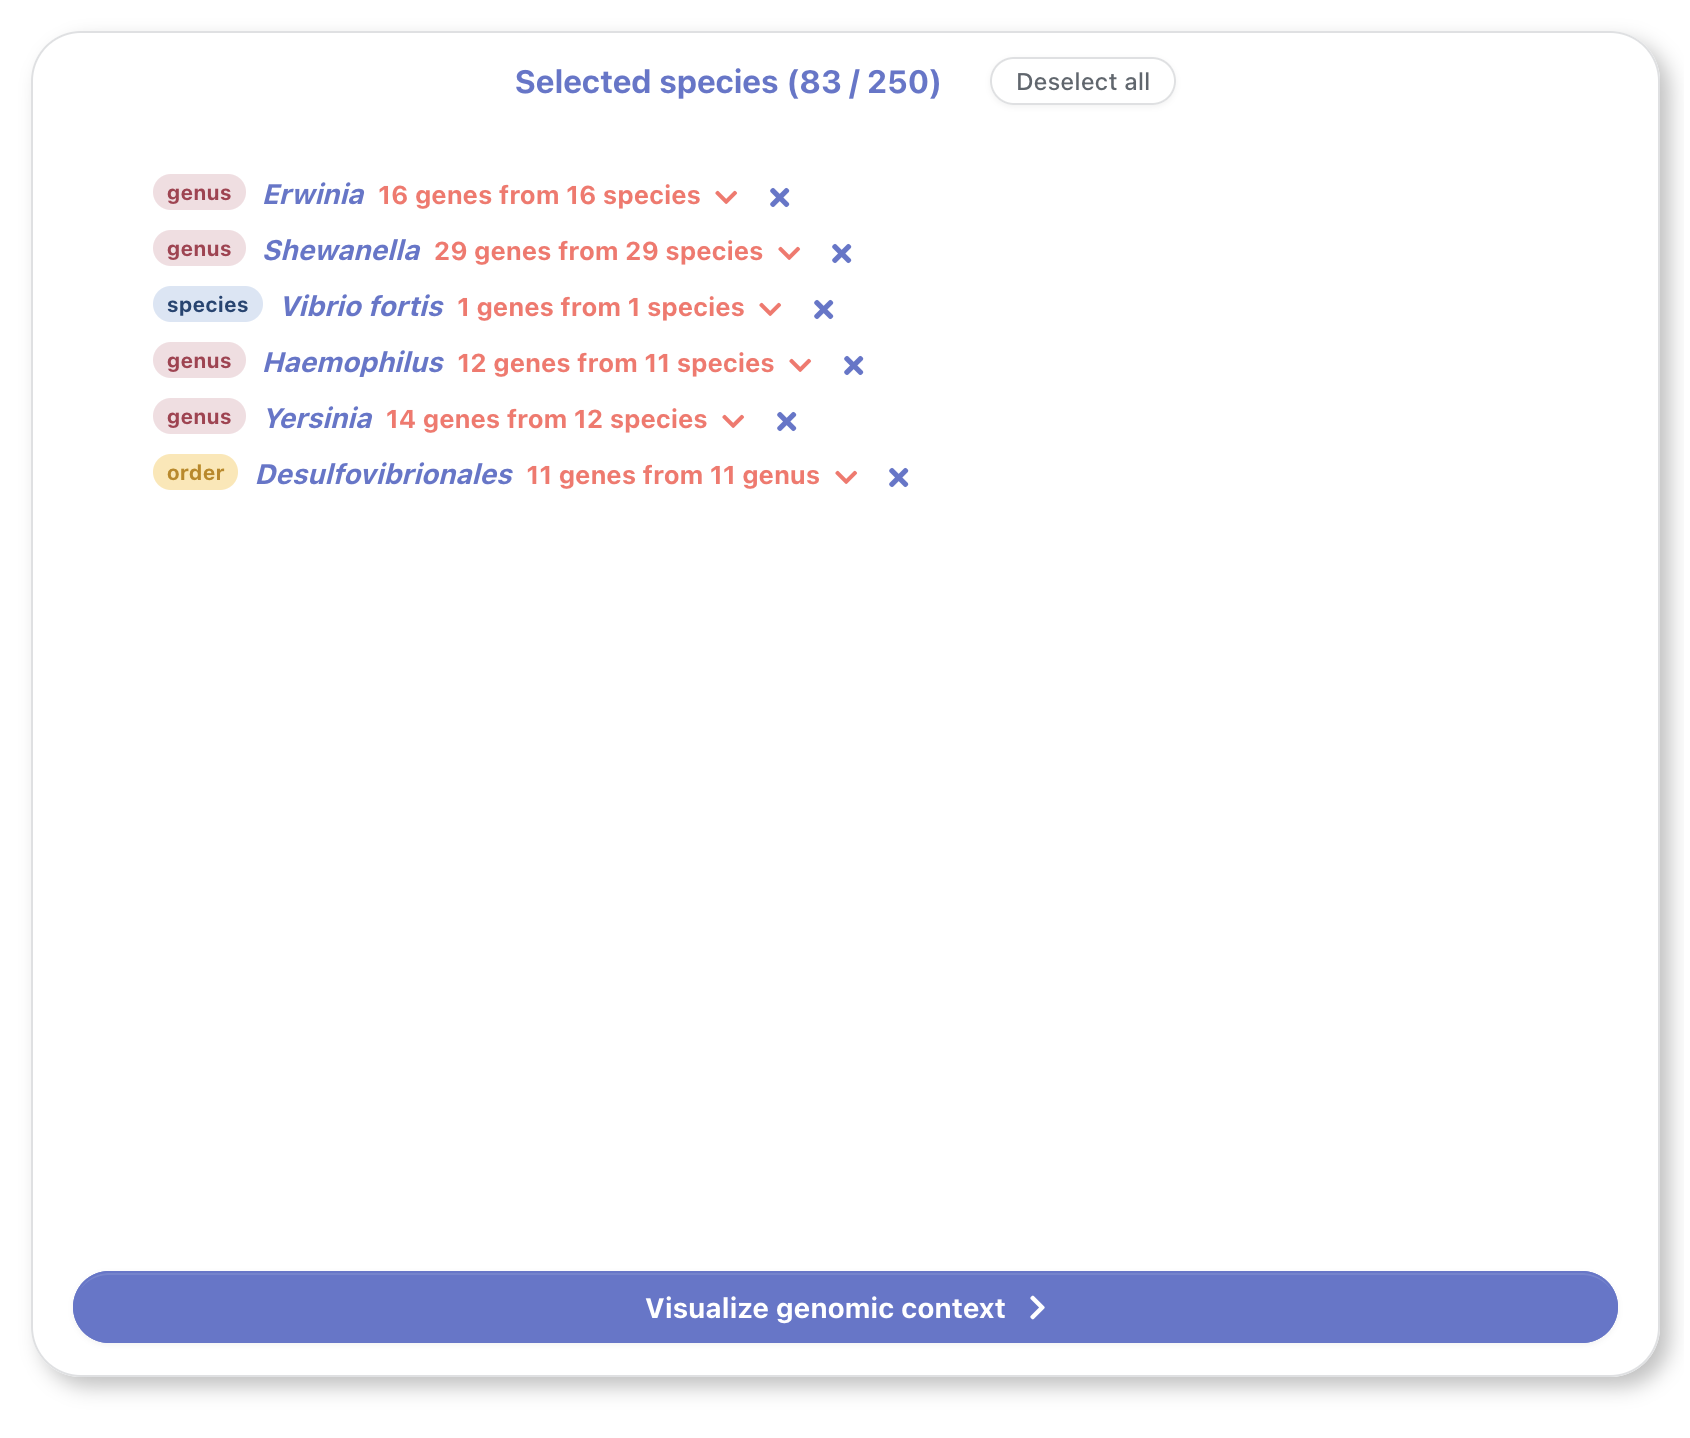 Selected species (83 / 250) Deselect all
genus Erwinia 16 genes from 16 species
genus Shewanella 29 genes from 29 species
species Vibrio fortis 1 genes from 1 species
genus Haemophilus 12 genes from 11 species
genus Yersinia 14 genes from 12 species
order Desulfovibrionales 11 genes from 11 genus
Visualize genomic context